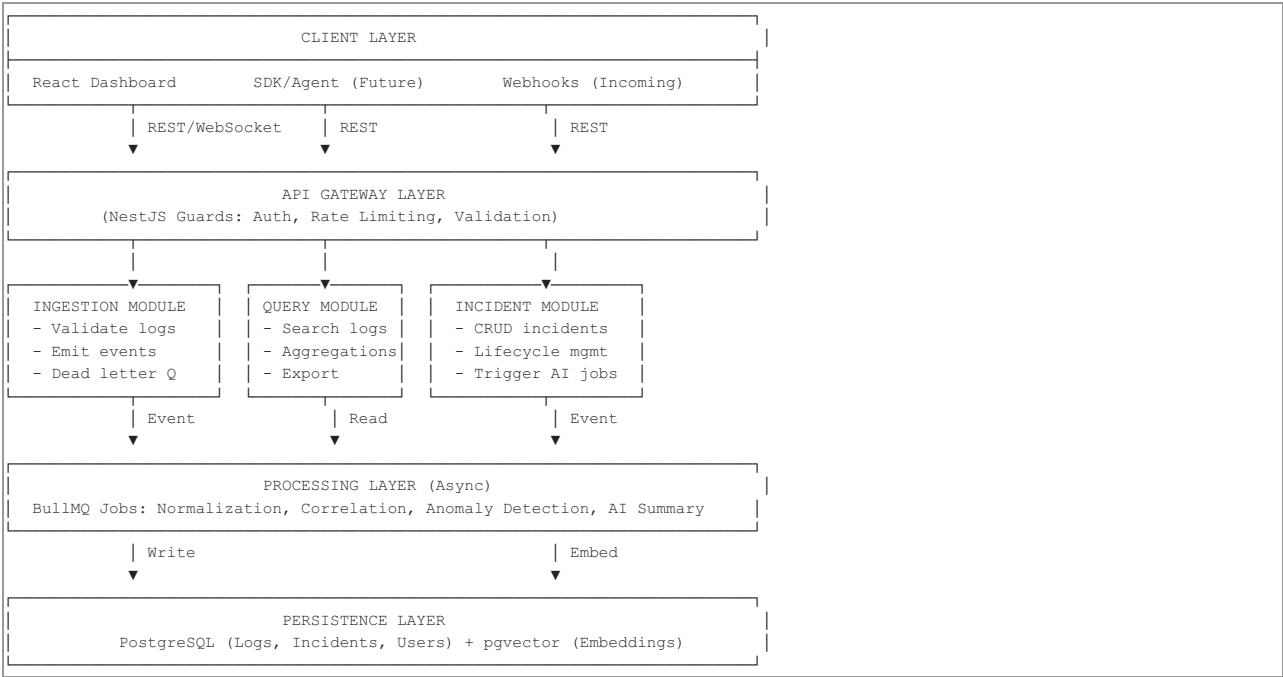 CLIENT LAYER
React Dashboard SDK/Agent (Future) Webhooks (Incoming)
REST/WebSocket REST REST
API GATEWAY LAYER
(NestJS Guards: Auth, Rate Limiting, Validation)
INGESTION MODULE QUERY MODULE INCIDENT MODULE
- Validate logs - Search logs - CRUD incidents
- Emit events - Aggregations - Lifecycle mgmt
- Dead letter Q - Export - Trigger AI jobs
Event Read Event
PROCESSING LAYER (Async)
BullMQ Jobs: Normalization, Correlation, Anomaly Detection, AI Summary
Write Embed
PERSISTENCE LAYER
PostgreSQL (Logs, Incidents, Users) + pgvector (Embeddings)